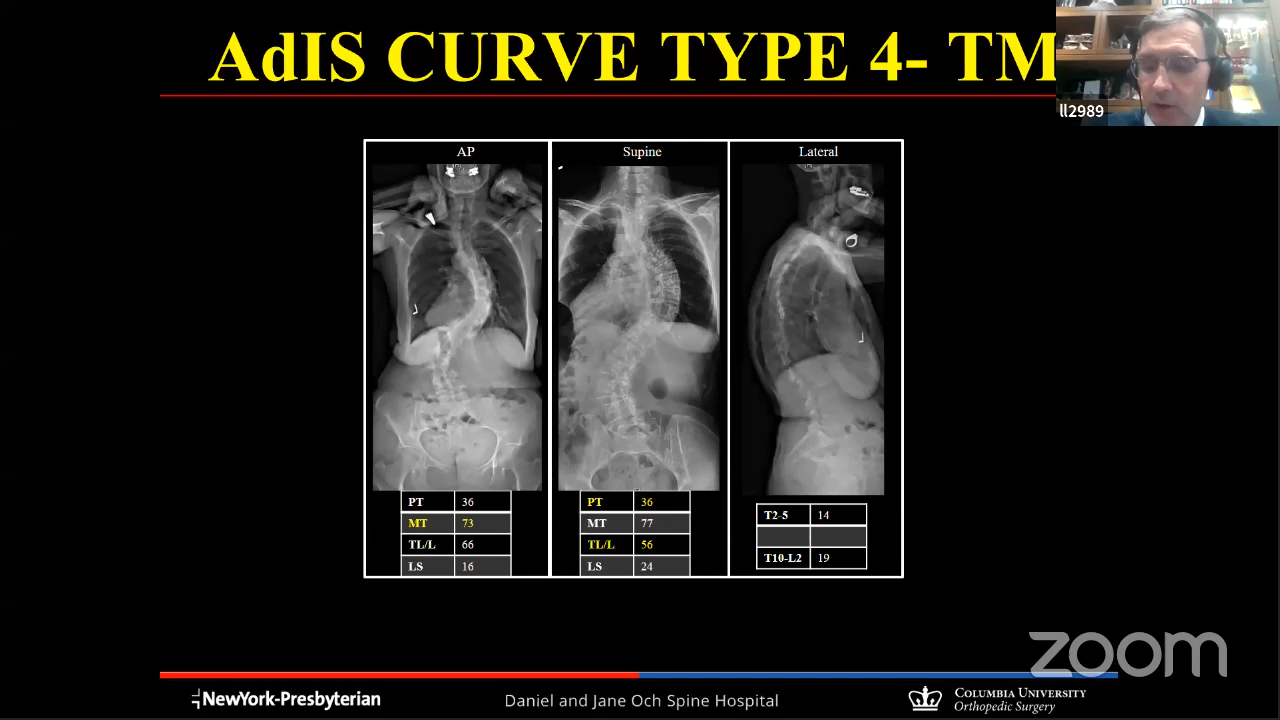 AdIS CURVE TYPE 4- TM
ll2989
AP
Supine
Lateral
PT 36
MT 73
TL/L 66
LS 16
PT 36
MT 77
TL/L 56
LS 24
T2-5 14
T10-L2 19
zoom
NewYork-Presbyterian
Daniel and Jane Och Spine Hospital
COLUMBIA UNIVERSITY
Orthopedic Surgery